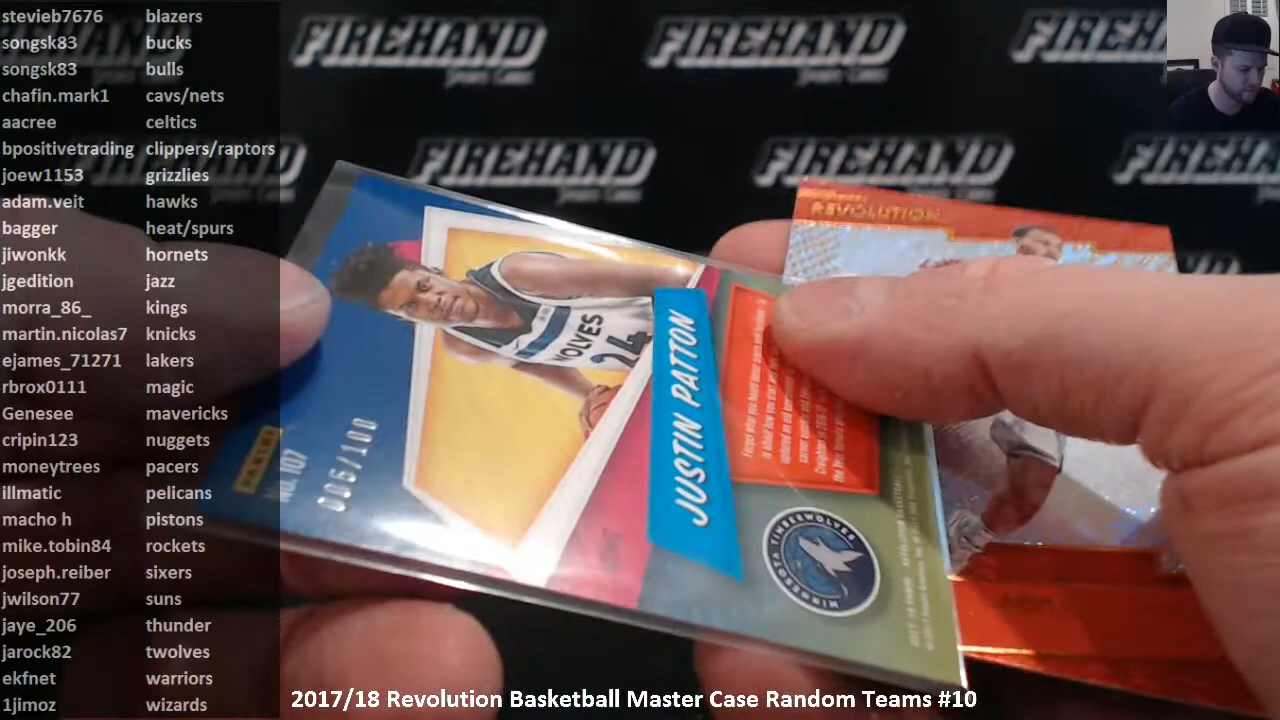 stevieb7676 blazers
songsk83 bucks
songsk83 bulls
chafin.mark1 cavs/nets
aacree celtics
bpositivetrading clippers/raptors
joew1153 grizzlies
adam.veit hawks
bagger heat/spurs
jiwonkk hornets
jgedition jazz
morra_86_ kings
martin.nicolas7 knicks
ejames_71271 lakers
rbrox0111 magic
Genesee mavericks
cripin123 nuggets
moneytrees pacers
illmatic pelicans
macho h pistons
mike.tobin84 rockets
joseph.reiber sixers
jwilson77 suns
jaye_206 thunder
jarock82 twolves
ekfnet warriors
1jimoz wizards
FIREHAND FIREHAND FIREH
FIREHAND FIREHAND FIREHAND
REVOLUTION
WOLVES
24
PANINI
NO. 107
005/100
JUSTIN PATTON
MINNESOTA TIMBERWOLVES
2017/18 Revolution Basketball Master Case Random Teams #10